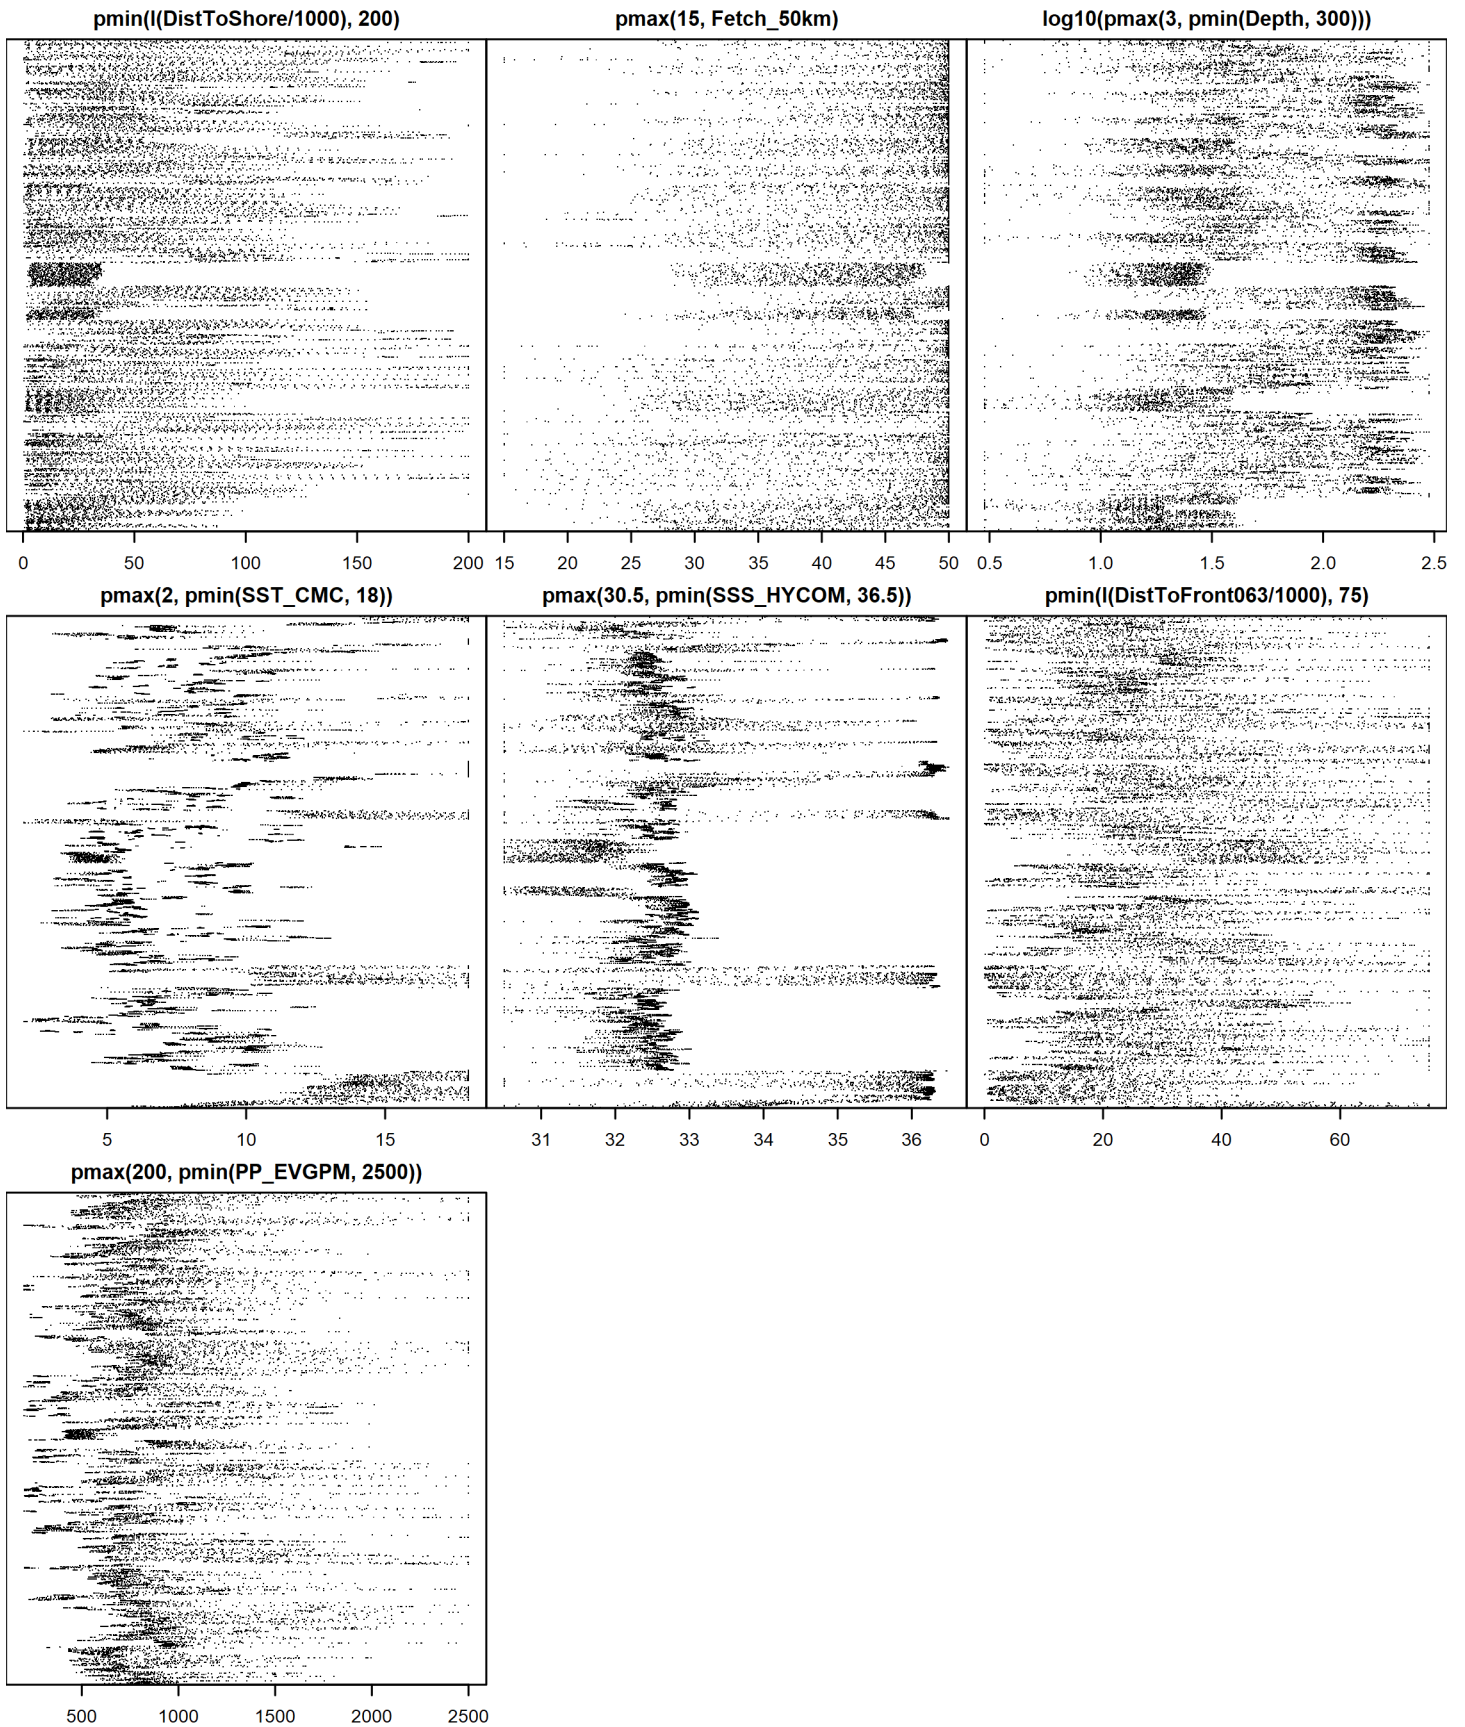 pmin(I(DistToShore/1000), 200)
pmax(15, Fetch_50km)
log10(pmax(3, pmin(Depth, 300)))
0 50 100 150 200
15 20 25 30 35 40 45 50
0.5 1.0 1.5 2.0 2.5
pmax(2, pmin(SST_CMC, 18))
pmax(30.5, pmin(SSS_HYCOM, 36.5))
pmin(I(DistToFront063/1000), 75)
5 10 15
31 32 33 34 35 36
0 20 40 60
pmax(200, pmin(PP_EVGPM, 2500))
500 1000 1500 2000 2500